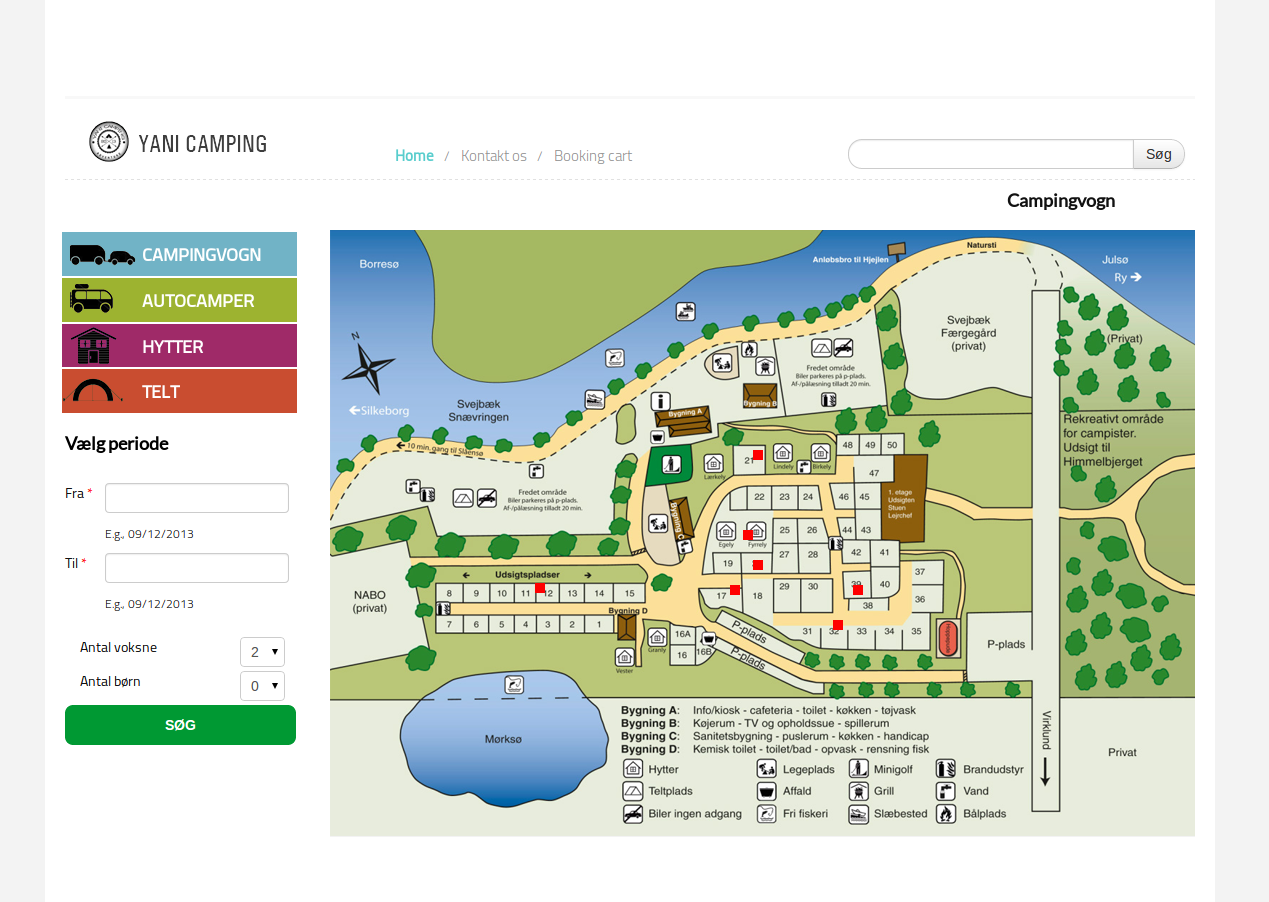 YANI CAMPING
Home / Kontakt os / Booking cart
Søg
Campingvogn
CAMPINGVOGN
AUTOCAMPER
HYTTER
TELT
Vælg periode
Fra *
E.g., 09/12/2013
Til *
E.g., 09/12/2013
Antal voksne
2
Antal børn
0
SØG
Natursti
Anløbsbro til Hjejlen
Borresø
Julsø
Ry
N
Svejbæk
Færgegård
(privat)
(Privat)
Silkeborg
Svejbæk
Snævringen
Fredet område
Biler parkeres på p-plads.
Af-/pålæsning tilladt 20 min.
Bygning A
Bygning B
10 min. gang til Slåensø
Rekreativt område
for campister.
Udsigt til
Himmelbjerget
48 49 50
47
21
Lærkely
Lindely
Birkely
Fredet område
Biler parkeres på p-plads.
Af-/pålæsning tilladt 20 min.
22 23 24
46 45
1. etage
Udsigten
Stuen
Lejrchef
Bygning C
Egely
Fyrrely
25 26
44 43
27 28
42 41
19
37
Udsigtspladser
8 9 10 11 12 13 14 15
17 18
29 30
39 40
38
36
NABO
(privat)
Bygning D
7 6 5 4 3 2 1
16A
16 16B
Granly
Vester
P-plads
P-plads
31 32 33 34 35
Hoppepude
P-plads
Mørksø
Bygning A: Info/kiosk - cafeteria - toilet - køkken - tøjvask
Bygning B: Køjerum - TV og opholdssue - spillerum
Bygning C: Sanitetsbygning - puslerum - køkken - handicap
Bygning D: Kemisk toilet - toilet/bad - opvask - rensning fisk
Virklund
Privat
Hytter
Legeplads
Minigolf
Brandudstyr
Teltplads
Affald
Grill
Vand
Biler ingen adgang
Fri fiskeri
Slæbested
Bålplads